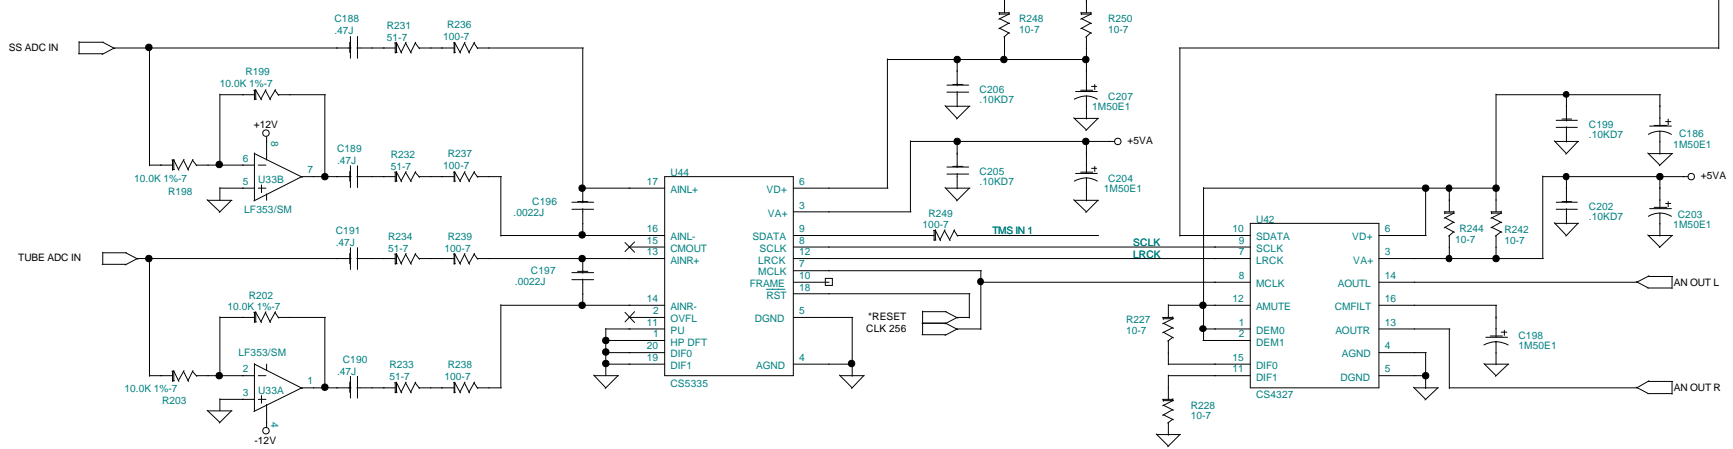 SS ADC IN
C188
.47J
R231
51-7
R236
100-7
R199
10.0K 1%-7
+12V
8
6
5
7
U33B
LF353/SM
10.0K 1%-7
R198
C189
.47J
R232
51-7
R237
100-7
C196
.0022J
TUBE ADC IN
C191
.47J
R234
51-7
R239
100-7
C197
.0022J
R202
10.0K 1%-7
LF353/SM
2
3
1
U33A
4
-12V
10.0K 1%-7
R203
C190
.47J
R233
51-7
R238
100-7
U44
17 AINL+
16 AINL-
15 CMOUT
13 AINR+
14 AINR-
2 OVFL
11 PU
1 HP DFT
20 DIF0
19 DIF1
VD+ 6
VA+ 3
SDATA 9
SCLK 8
LRCK 12
MCLK 7
FRAME 10
RST 18
DGND 5
AGND 4
CS5335
R248
10-7
R250
10-7
C206
.10KD7
C207
1M50E1
+
+5VA
C205
.10KD7
C204
1M50E1
+
R249
100-7
TMS IN 1
SCLK
LRCK
*RESET
CLK 256
R227
10-7
R228
10-7
U42
10 SDATA
9 SCLK
7 LRCK
8 MCLK
12 AMUTE
1 DEM0
2 DEM1
15 DIF0
11 DIF1
VD+ 6
VA+ 3
AOUTL 14
CMFILT 16
AOUTR 13
AGND 4
DGND 5
CS4327
R244
10-7
R242
10-7
C199
.10KD7
C186
1M50E1
+
+5VA
C202
.10KD7
C203
1M50E1
+
C198
1M50E1
+
AN OUT L
AN OUT R